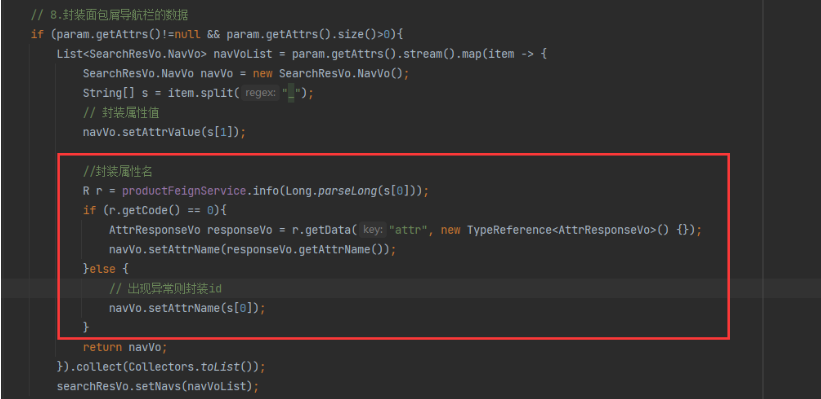 // 8.封装面包屑导航栏的数据
if (param.getAttrs()!=null && param.getAttrs().size()>0){
List<SearchResVo.NavVo> navVoList = param.getAttrs().stream().map(item -> {
SearchResVo.NavVo navVo = new SearchResVo.NavVo();
String[] s = item.split( regex: "_");
// 封装属性值
navVo.setAttrValue(s[1]);
//封装属性名
R r = productFeignService.info(Long.parseLong(s[0]));
if (r.getCode() == 0){
AttrResponseVo responseVo = r.getData( key: "attr", new TypeReference<AttrResponseVo>() {});
navVo.setAttrName(responseVo.getAttrName());
}else {
// 出现异常则封装id
navVo.setAttrName(s[0]);
}
return navVo;
}).collect(Collectors.toList());
searchResVo.setNavs(navVoList);